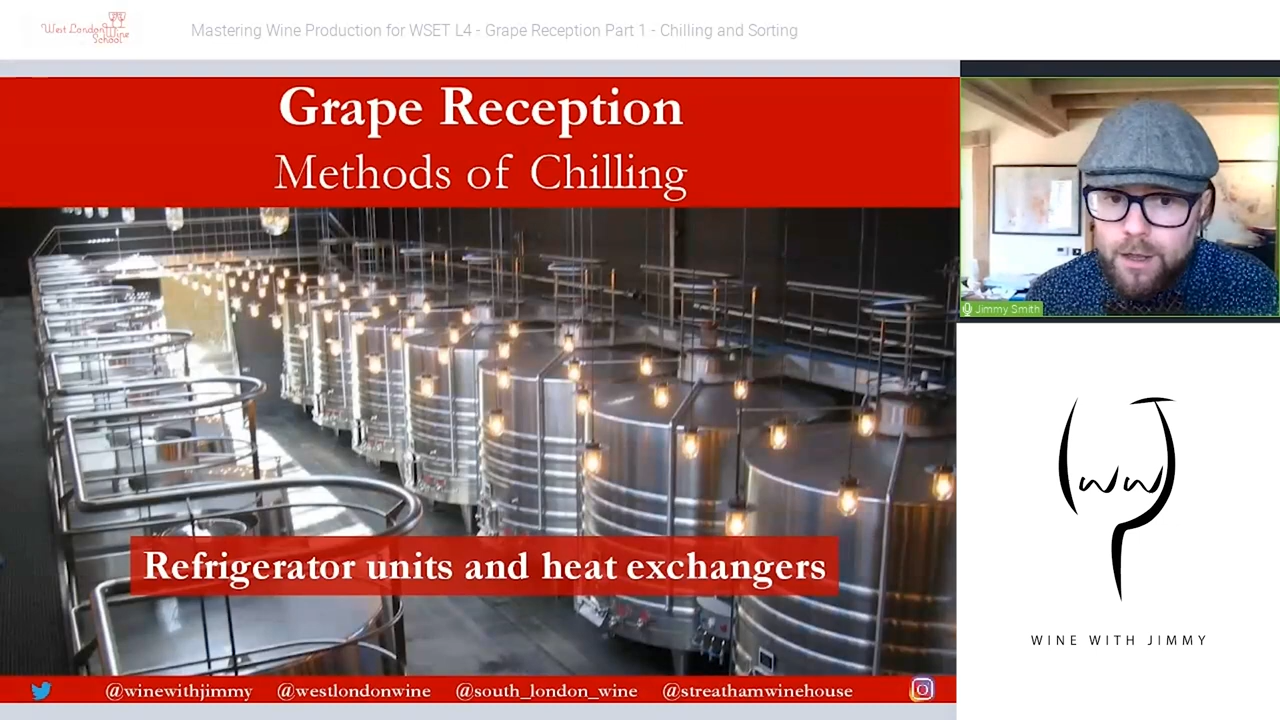 West London Wine School
Mastering Wine Production for WSET L4 - Grape Reception Part 1 - Chilling and Sorting
Grape Reception
Methods of Chilling
Refrigerator units and heat exchangers
@winewithjimmy @westlondonwine @south_london_wine @streathamwinehouse
Jimmy Smith
ww
WINE WITH JIMMY